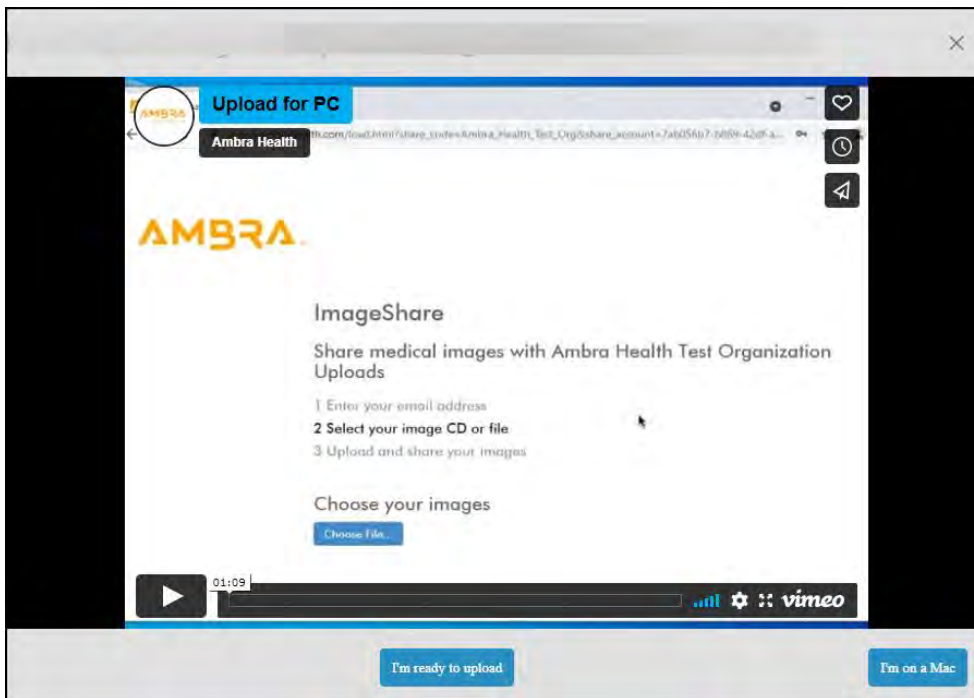 Upload for PC
AMBRA
Ambra Health
AMBRA
ImageShare
Share medical images with Ambra Health Test Organization
Uploads
1 Enter your email address
2 Select your image CD or file
3 Upload and share your images
Choose your images
Choose File...
01:09
vimeo
I'm ready to upload
I'm on a Mac